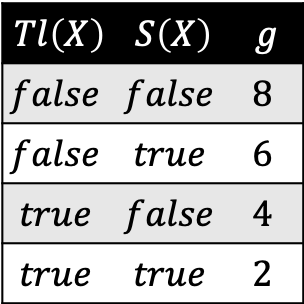 Tl(X) S(X) g
false false 8
false true 6
true false 4
true true 2